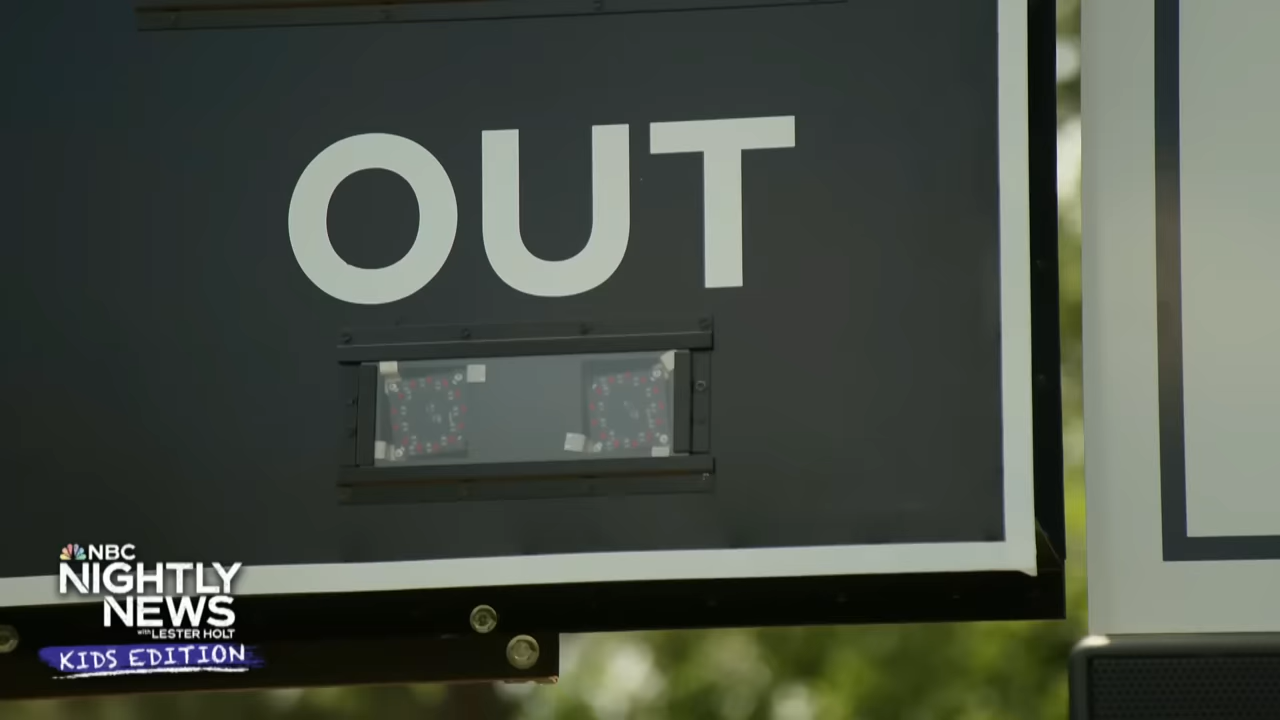 OUT
NBC
NIGHTLY
NEWS
with LESTER HOLT
KIDS EDITION